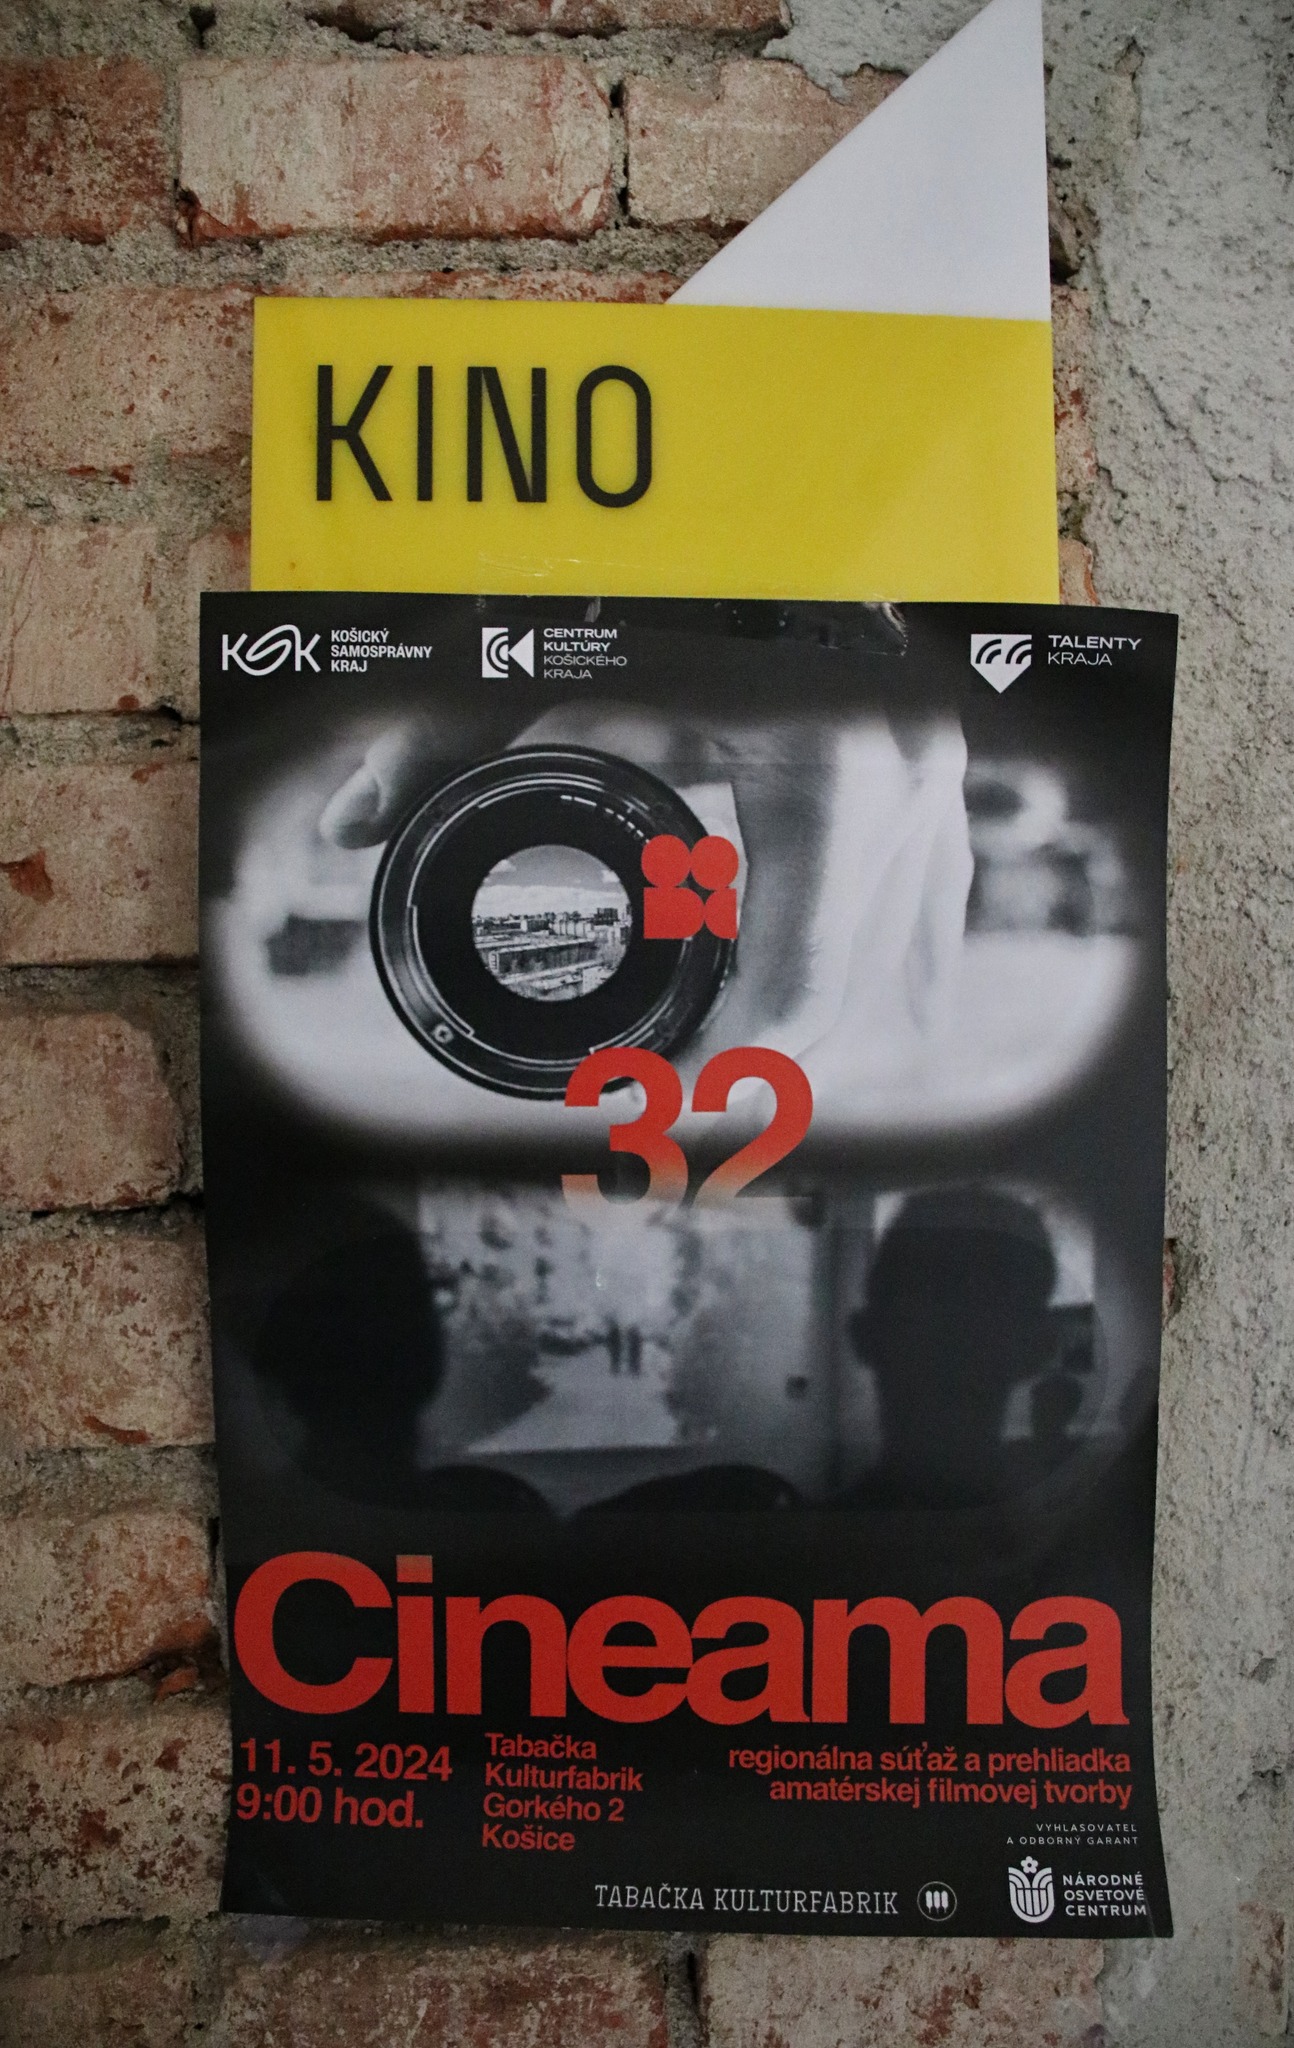 KINO
KSK
KOŠICKÝ
SAMOSPRÁVNY
KRAJ
CENTRUM
KULTÚRY
KOŠICKÉHO
KRAJA
TALENTY
KRAJA
32
Cineama
11. 5. 2024
9:00 hod.
Tabačka
Kulturfabrik
Gorkého 2
Košice
regionálna súťaž a prehliadka
amatérskej filmovej tvorby
VYHLASOVATEL
A ODBORNÝ GARANT
TABAČKA KULTURFABRIK
NÁRODNÉ
OSVETOVÉ
CENTRUM